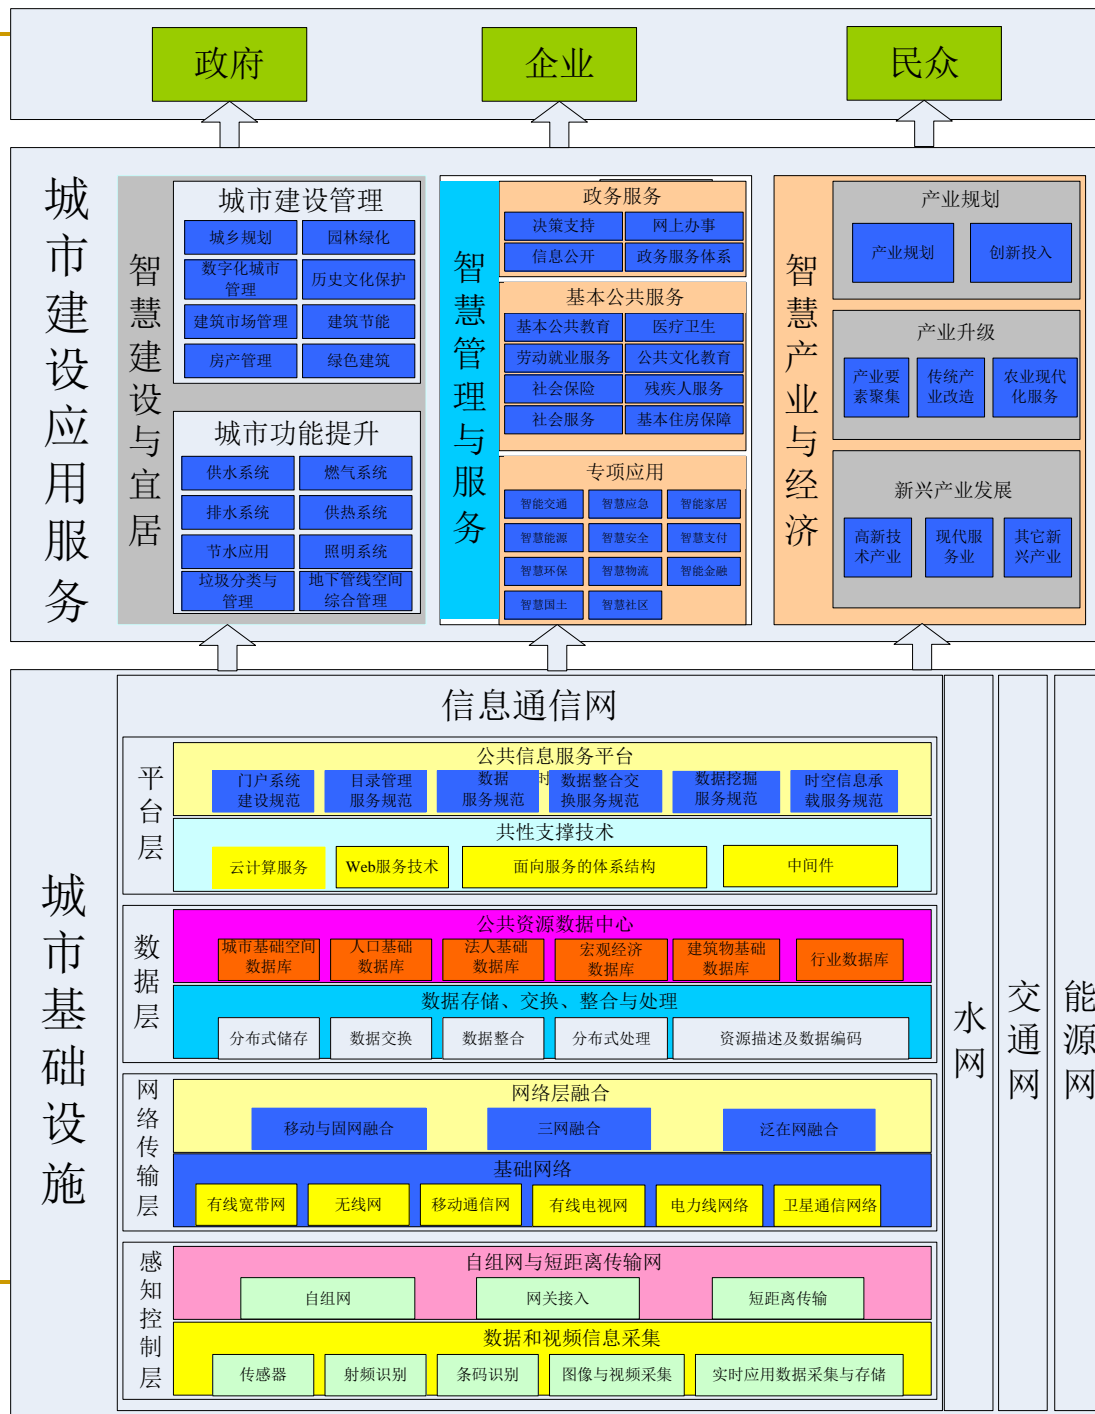 政府
企业
民众
城市建设应用服务
智慧建设与宜居
城市建设管理
城乡规划
园林绿化
数字化城市
管理
历史文化保护
建筑市场管理
建筑节能
房产管理
绿色建筑
城市功能提升
供水系统
燃气系统
排水系统
供热系统
节水应用
照明系统
垃圾分类与
管理
地下管线空间
综合管理
智慧管理与服务
政务服务
决策支持
网上办事
信息公开
政务服务体系
基本公共服务
基本公共教育
医疗卫生
劳动就业服务
公共文化教育
社会保险
残疾人服务
社会服务
基本住房保障
专项应用
智能交通
智慧应急
智能家居
智慧能源
智慧安全
智慧支付
智慧环保
智慧物流
智能金融
智慧国土
智慧社区
智慧产业与经济
产业规划
产业规划
创新投入
产业升级
产业要
素聚集
传统产
业改造
农业现代
化服务
新兴产业发展
高新技
术产业
现代服
务业
其它新
兴产业
城市基础设施
信息通信网
平台层
公共信息服务平台
门户系统
建设规范
目录管理
服务规范
数据
服务规范
时
数据整合交
换服务规范
数据挖掘
服务规范
时空信息承
载服务规范
共性支撑技术
云计算服务
Web服务技术
面向服务的体系结构
中间件
数据层
公共资源数据中心
城市基础空间
数据库
人口基础
数据库
法人基础
数据库
宏观经济
数据库
建筑物基础
数据库
行业数据库
数据存储、交换、整合与处理
分布式储存
数据交换
数据整合
分布式处理
资源描述及数据编码
网络传输层
网络层融合
移动与固网融合
三网融合
泛在网融合
基础网络
有线宽带网
无线网
移动通信网
有线电视网
电力线网络
卫星通信网络
感知控制层
自组网与短距离传输网
自组网
网关接入
短距离传输
数据和视频信息采集
传感器
射频识别
条码识别
图像与视频采集
实时应用数据采集与存储
水网
交通网
能源网